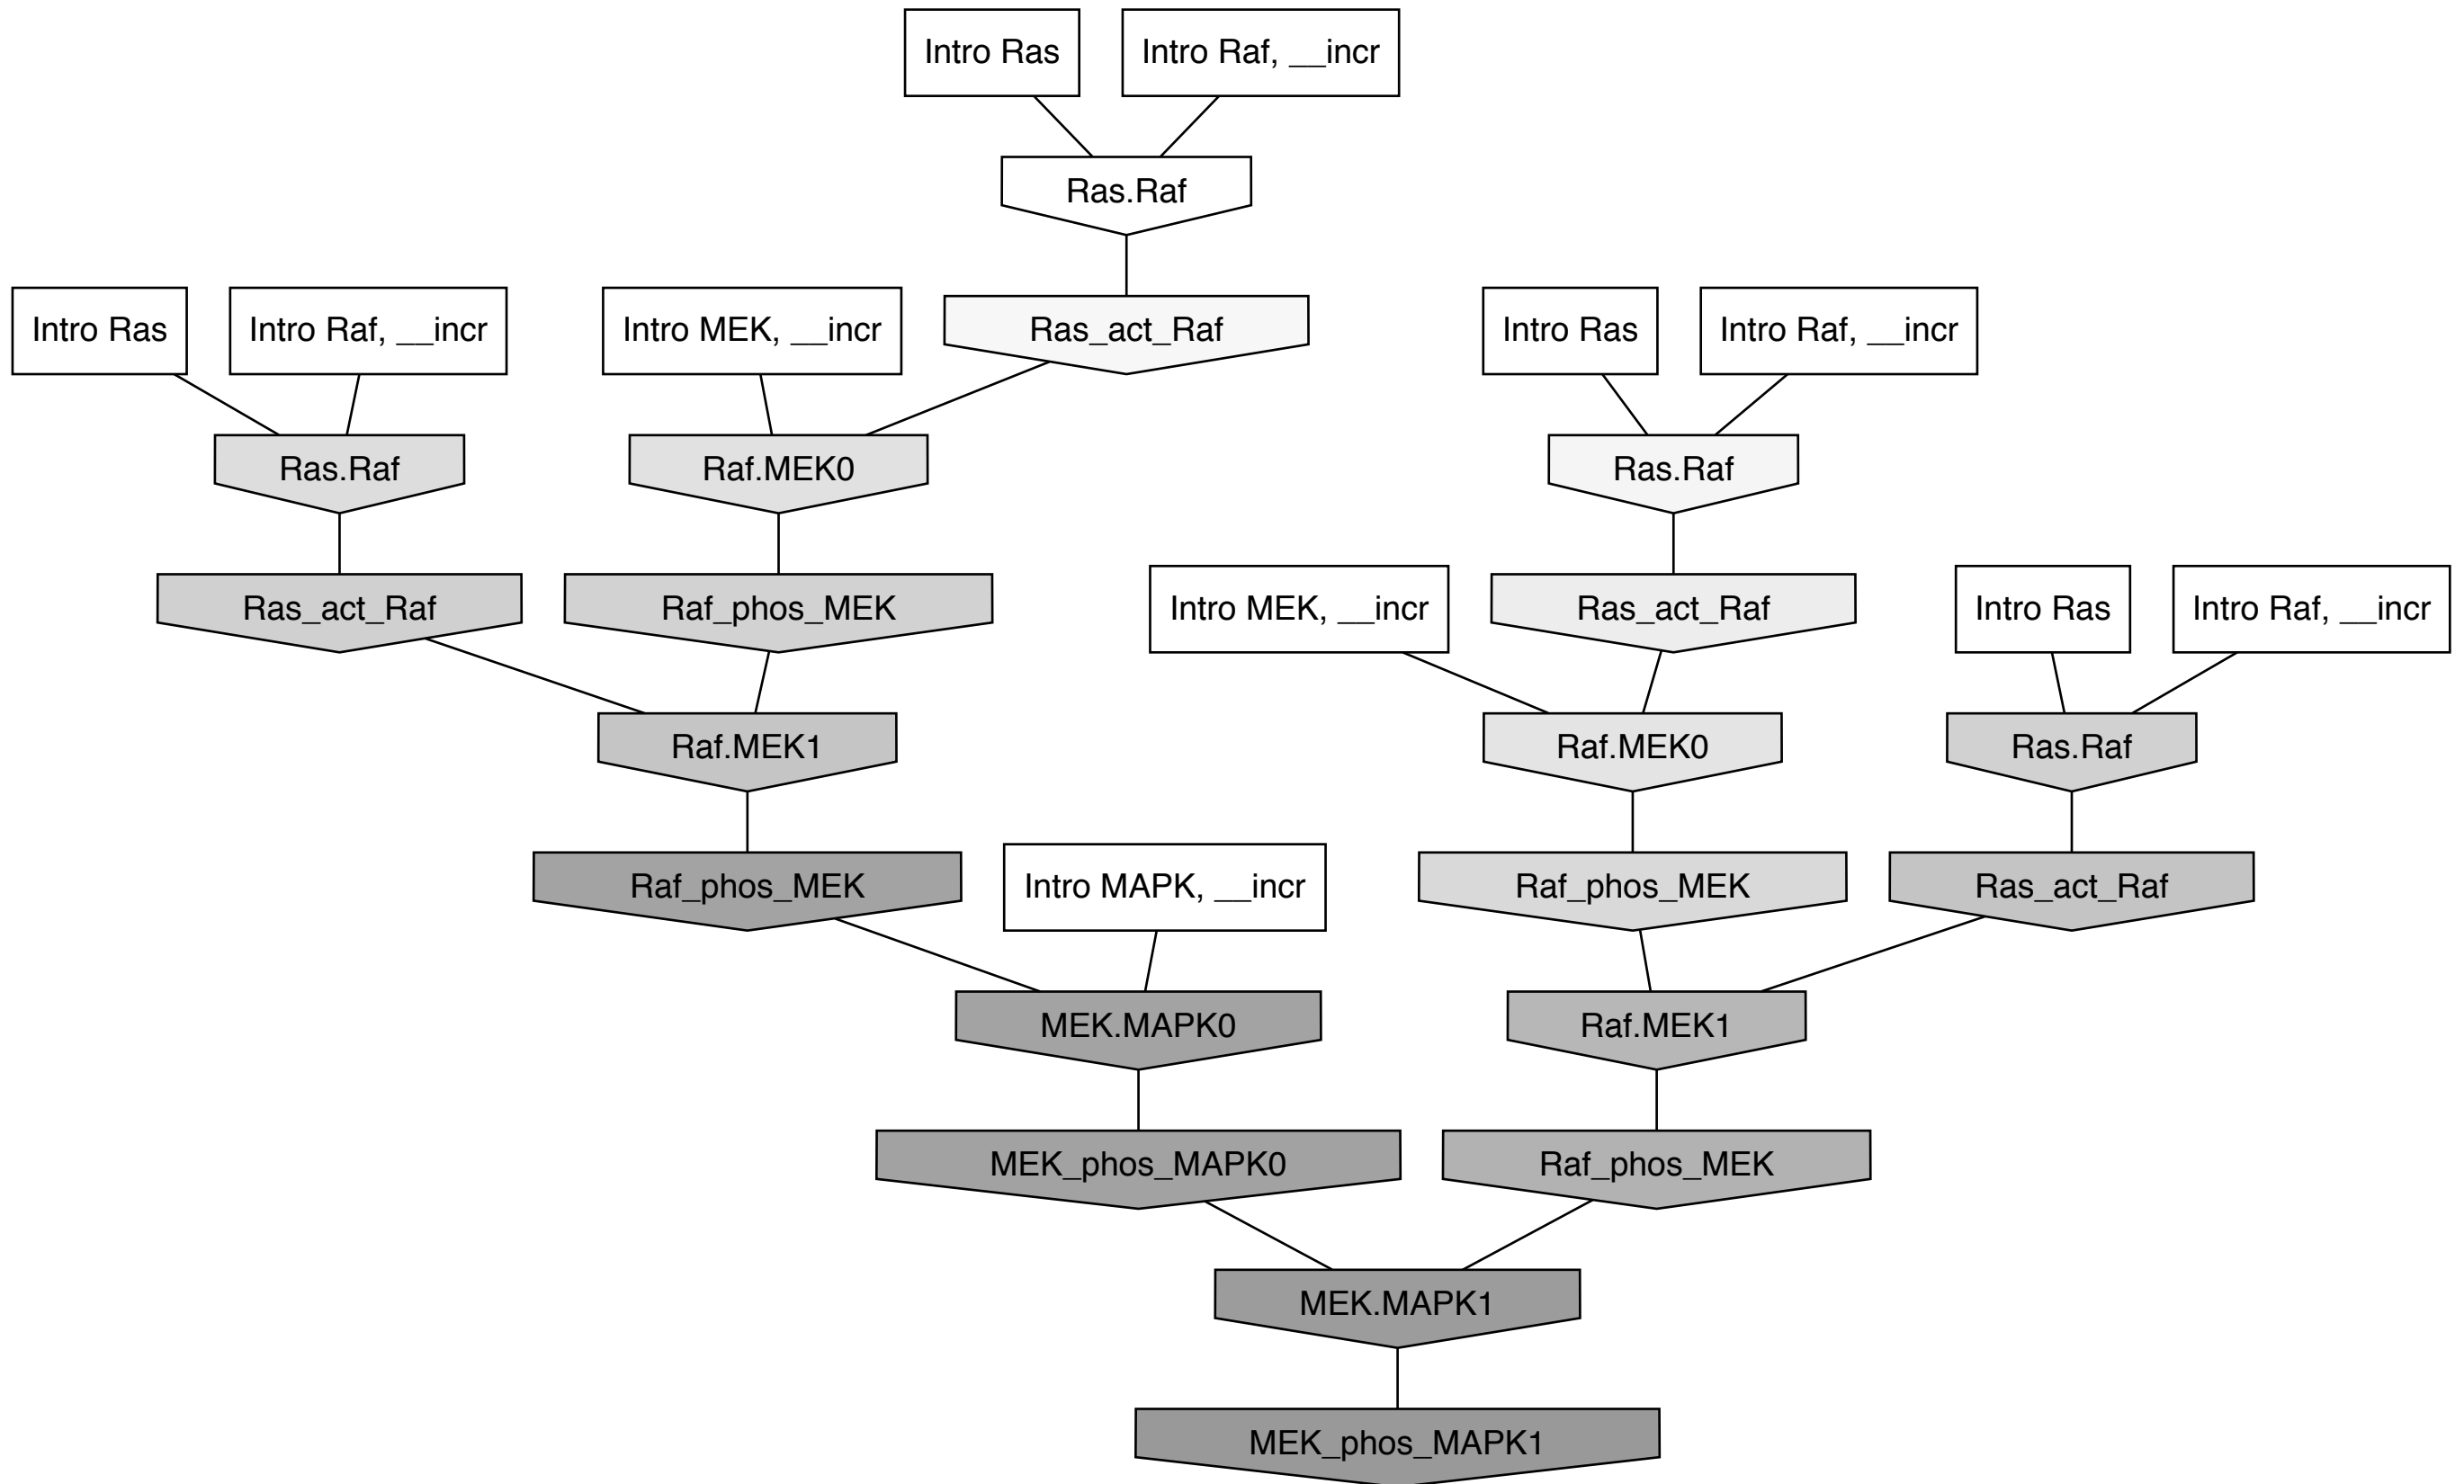 Intro Ras
Intro Raf, __incr
Ras.Raf
Intro Ras
Intro Raf, __incr
Intro MEK, __incr
Ras_act_Raf
Intro Ras
Intro Raf, __incr
Ras.Raf
Raf.MEK0
Ras.Raf
Ras_act_Raf
Raf_phos_MEK
Intro MEK, __incr
Ras_act_Raf
Intro Ras
Intro Raf, __incr
Raf.MEK1
Raf.MEK0
Ras.Raf
Raf_phos_MEK
Intro MAPK, __incr
Raf_phos_MEK
Ras_act_Raf
MEK.MAPK0
Raf.MEK1
MEK_phos_MAPK0
Raf_phos_MEK
MEK.MAPK1
MEK_phos_MAPK1